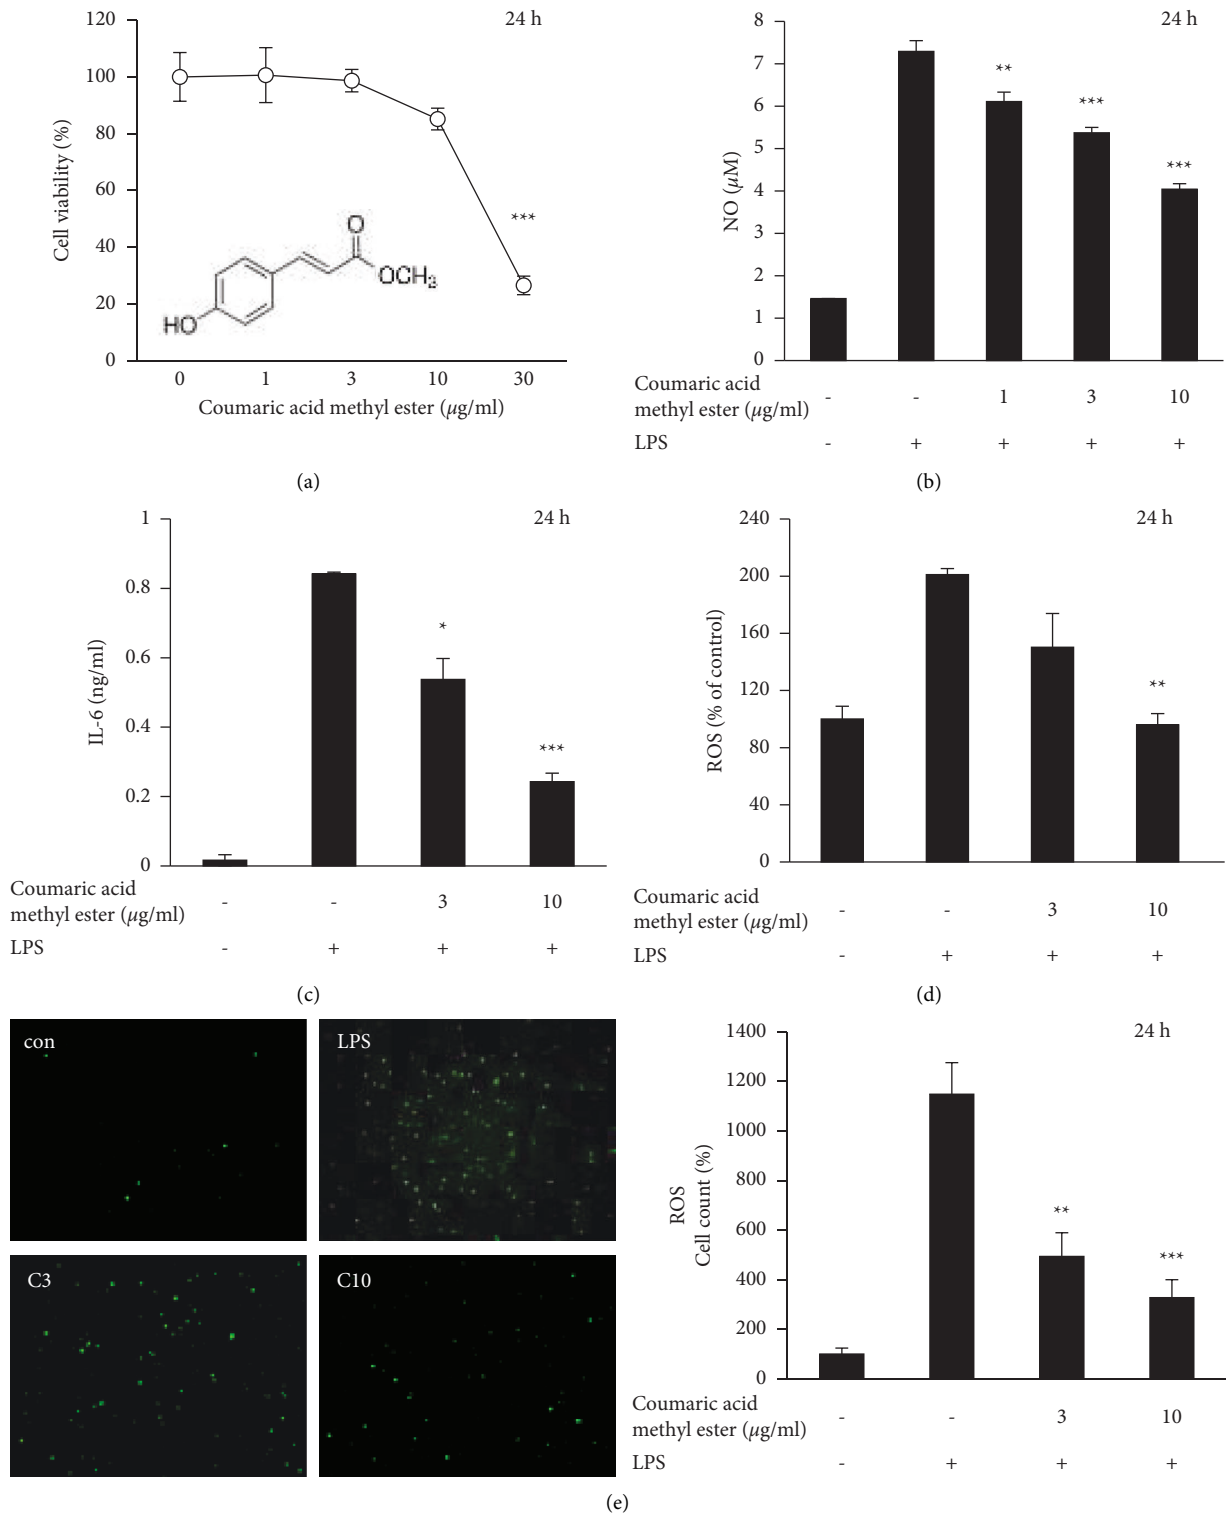 120
100
80
60
40
20
0
Cell viability (%)
24 h
***
O
OCH3
HO
0 1 3 10 30
Coumaric acid methyl ester (µg/ml)
(a)
8
7
6
5
4
3
2
1
0
NO (µM)
24 h
**
***
***
Coumaric acid
methyl ester (µg/ml) - - 1 3 10
LPS - + + + +
(b)
1
0.8
0.6
0.4
0.2
0
IL-6 (ng/ml)
24 h
*
***
Coumaric acid
methyl ester (µg/ml) - - 3 10
LPS - + + +
(c)
240
200
160
120
80
40
0
ROS (% of control)
24 h
**
Coumaric acid
methyl ester (µg/ml) - - 3 10
LPS - + + +
(d)
con
LPS
C3
C10
1400
1200
1000
800
600
400
200
0
ROS
Cell count (%)
24 h
**
***
Coumaric acid
methyl ester (µg/ml) - - 3 10
LPS - + + +
(e)